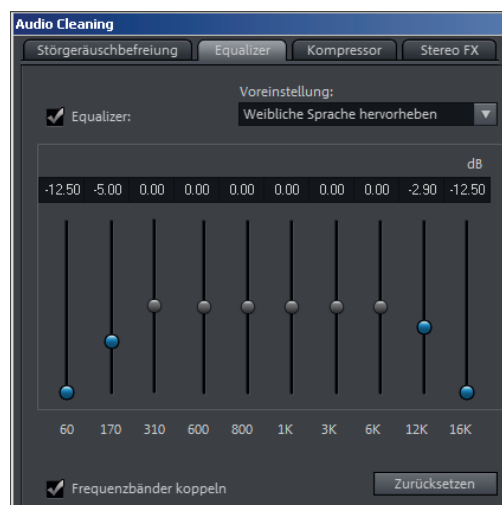 Audio Cleaning
Störgeräuschbefreiung Equalizer Kompressor Stereo FX
Voreinstellung:
Equalizer: Weibliche Sprache hervorheben
dB
-12.50 -5.00 0.00 0.00 0.00 0.00 0.00 0.00 -2.90 -12.50
60 170 310 600 800 1K 3K 6K 12K 16K
Frequenzbänder koppeln Zurücksetzen